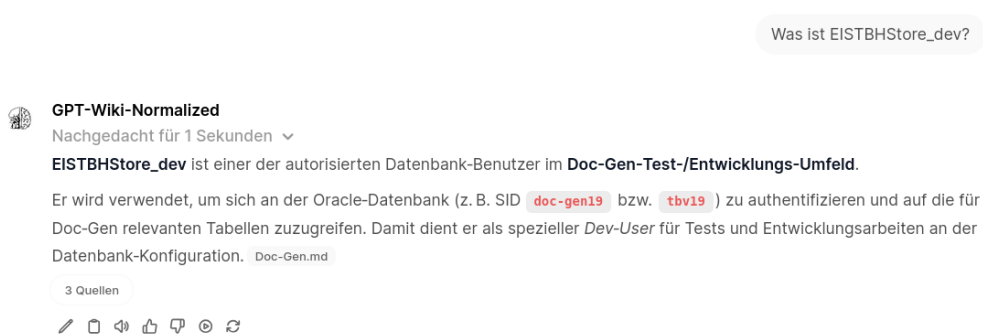 Was ist EISTBHStore_dev?
GPT-Wiki-Normalized
Nachgedacht für 1 Sekunden
EISTBHStore_dev ist einer der autorisierten Datenbank-Benutzer im Doc-Gen-Test-/Entwicklungs-Umfeld.
Er wird verwendet, um sich an der Oracle-Datenbank (z. B. SID doc-gen19 bzw. tbv19 ) zu authentifizieren und auf die für
Doc-Gen relevanten Tabellen zuzugreifen. Damit dient er als spezieller Dev-User für Tests und Entwicklungsarbeiten an der
Datenbank-Konfiguration. Doc-Gen.md
3 Quellen